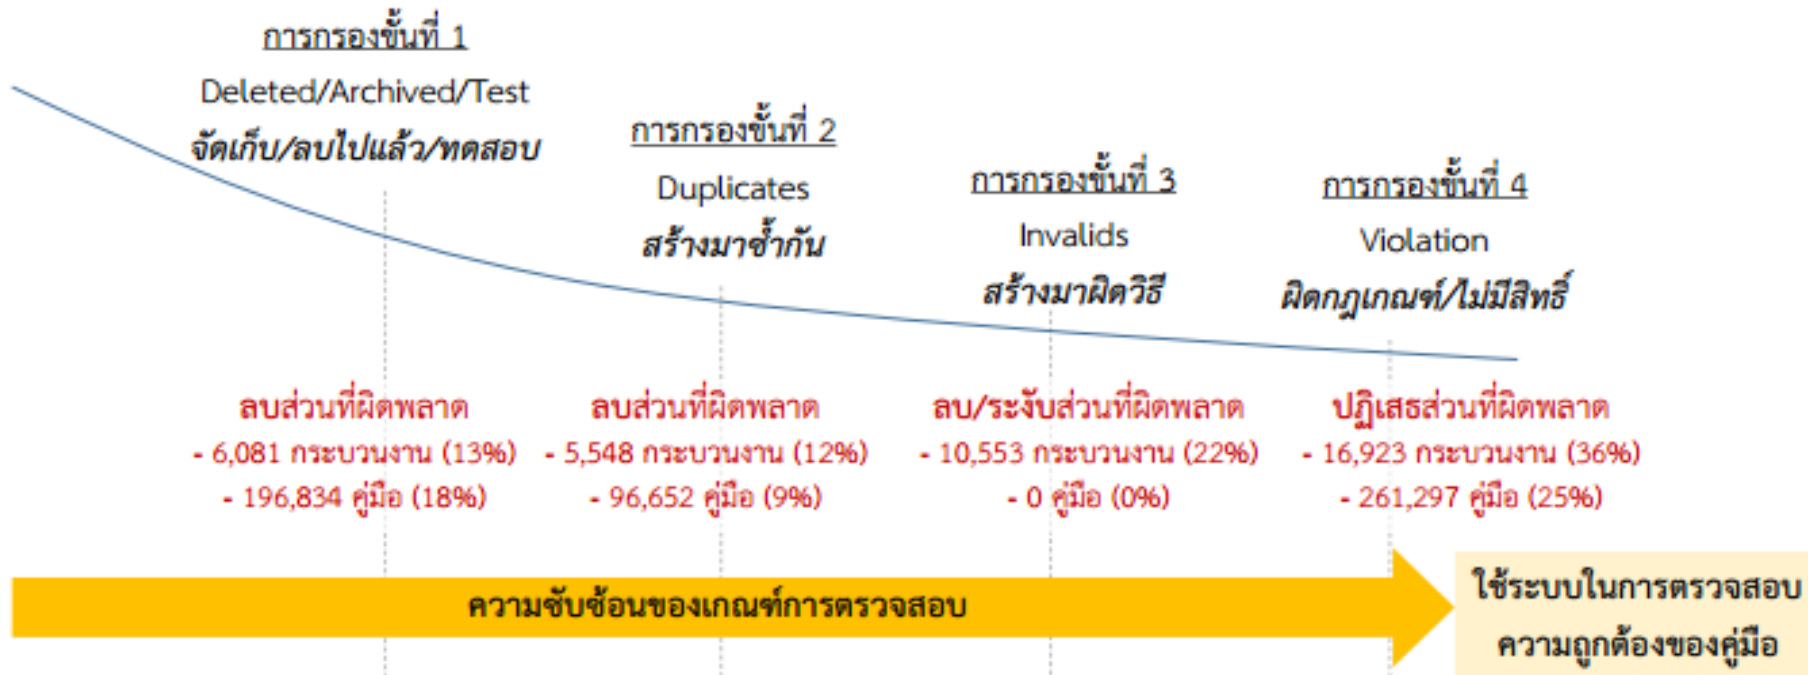 การกรองขั้นที่ 1
Deleted/Archived/Test
จัดเก็บ/ลบไปแล้ว/ทดสอบ
การกรองขั้นที่ 2
Duplicates
สร้างมาซ้ำกัน
การกรองขั้นที่ 3
Invalids
สร้างมาผิดวิธี
การกรองขั้นที่ 4
Violation
ผิดกฎเกณฑ์/ไม่มีสิทธิ์
ลบส่วนที่ผิดพลาด
- 6,081 กระบวนงาน (13%)
- 196,834 คู่มือ (18%)
ลบส่วนที่ผิดพลาด
- 5,548 กระบวนงาน (12%)
- 96,652 คู่มือ (9%)
ลบ/ระงับส่วนที่ผิดพลาด
- 10,553 กระบวนงาน (22%)
- 0 คู่มือ (0%)
ปฏิเสธส่วนที่ผิดพลาด
- 16,923 กระบวนงาน (36%)
- 261,297 คู่มือ (25%)
ความซับซ้อนของเกณฑ์การตรวจสอบ
ใช้ระบบในการตรวจสอบ
ความถูกต้องของคู่มือ